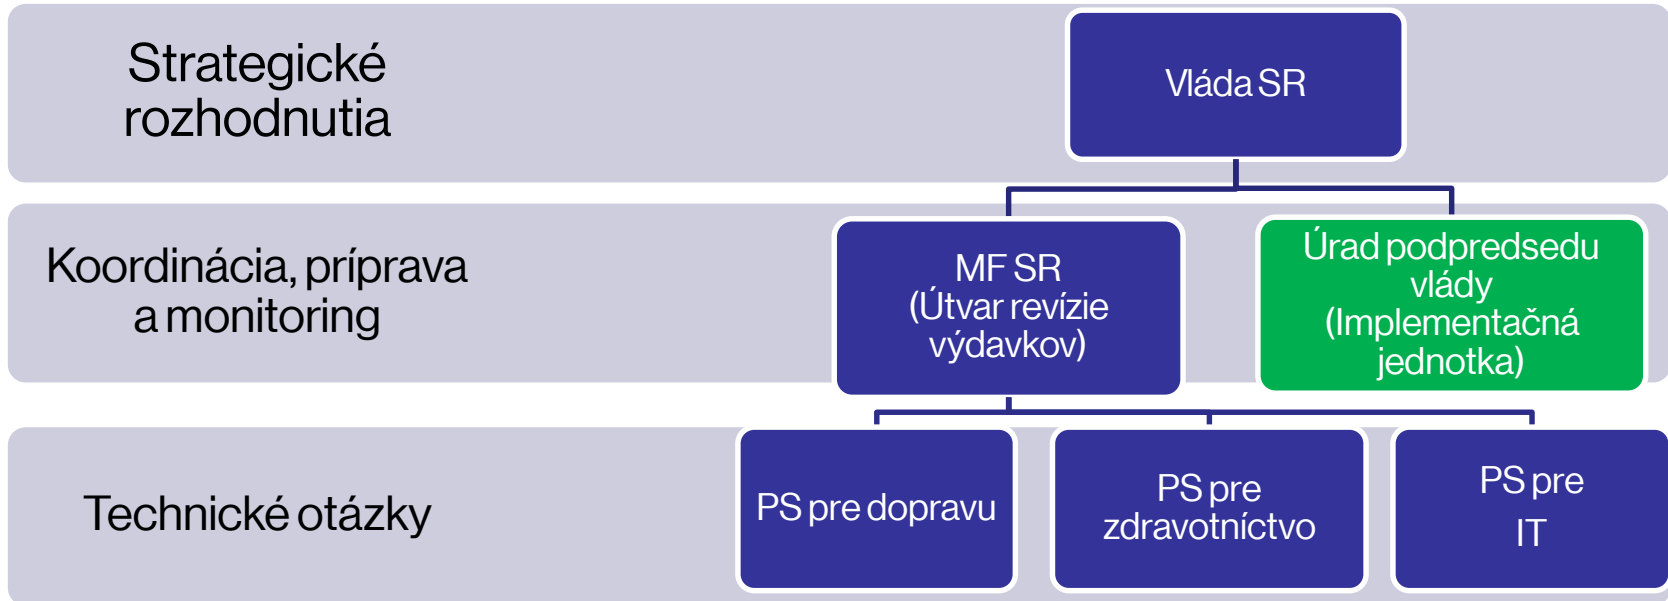 Strategické
rozhodnutia
Vláda SR
Koordinácia, príprava
a monitoring
MF SR
(Útvar revízie
výdavkov)
Úrad podpredsedu
vlády
(Implementačná
jednotka)
Technické otázky
PS pre dopravu
PS pre
zdravotníctvo
PS pre
IT